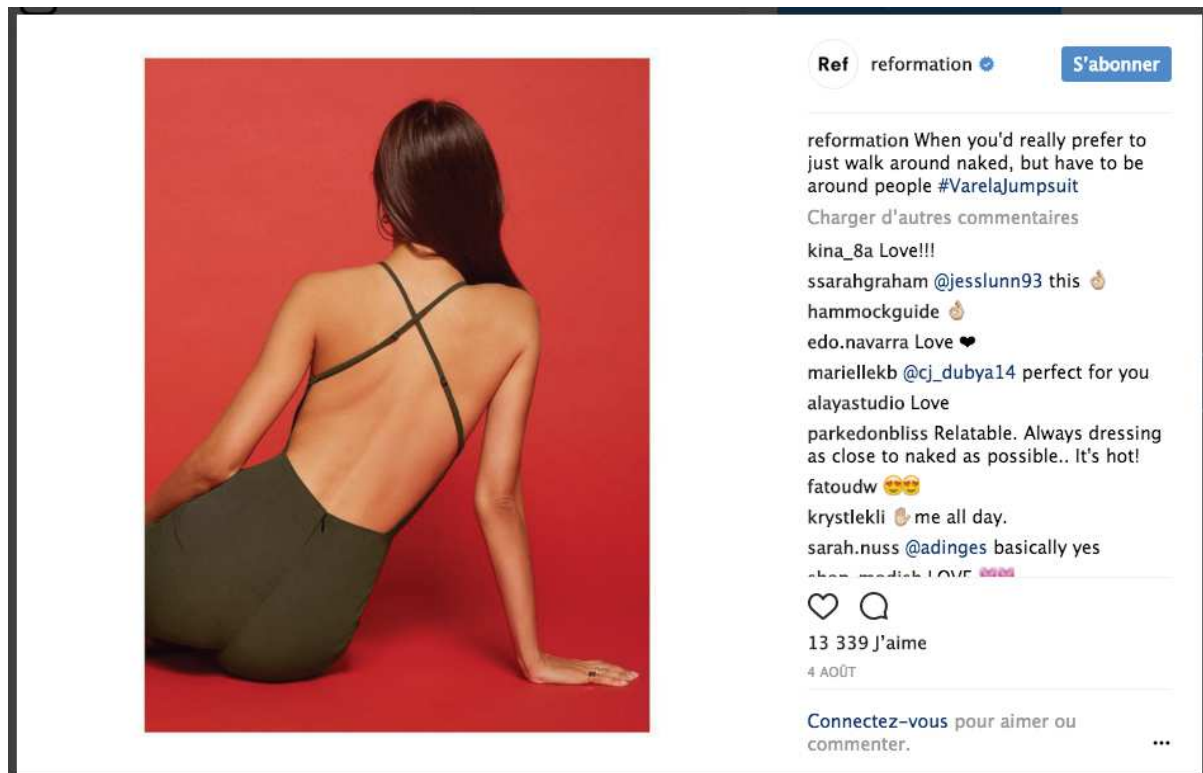 Ref reformation S'abonner
reformation When you'd really prefer to
just walk around naked, but have to be
around people #VarelaJumpsuit
Charger d'autres commentaires
kina_8a Love!!!
ssarahgraham @jesslunn93 this 👌🏼
hammockguide 👌🏼
edo.navarra Love ❤
mariellekb @cj_dubya14 perfect for you
alayastudio Love
parkedonbliss Relatable. Always dressing
as close to naked as possible.. It's hot!
fatoudw 😍😍
krystlekli ✋🏼 me all day.
sarah.nuss @adinges basically yes
13 339 J'aime
4 AOÛT
Connectez-vous pour aimer ou
commenter.